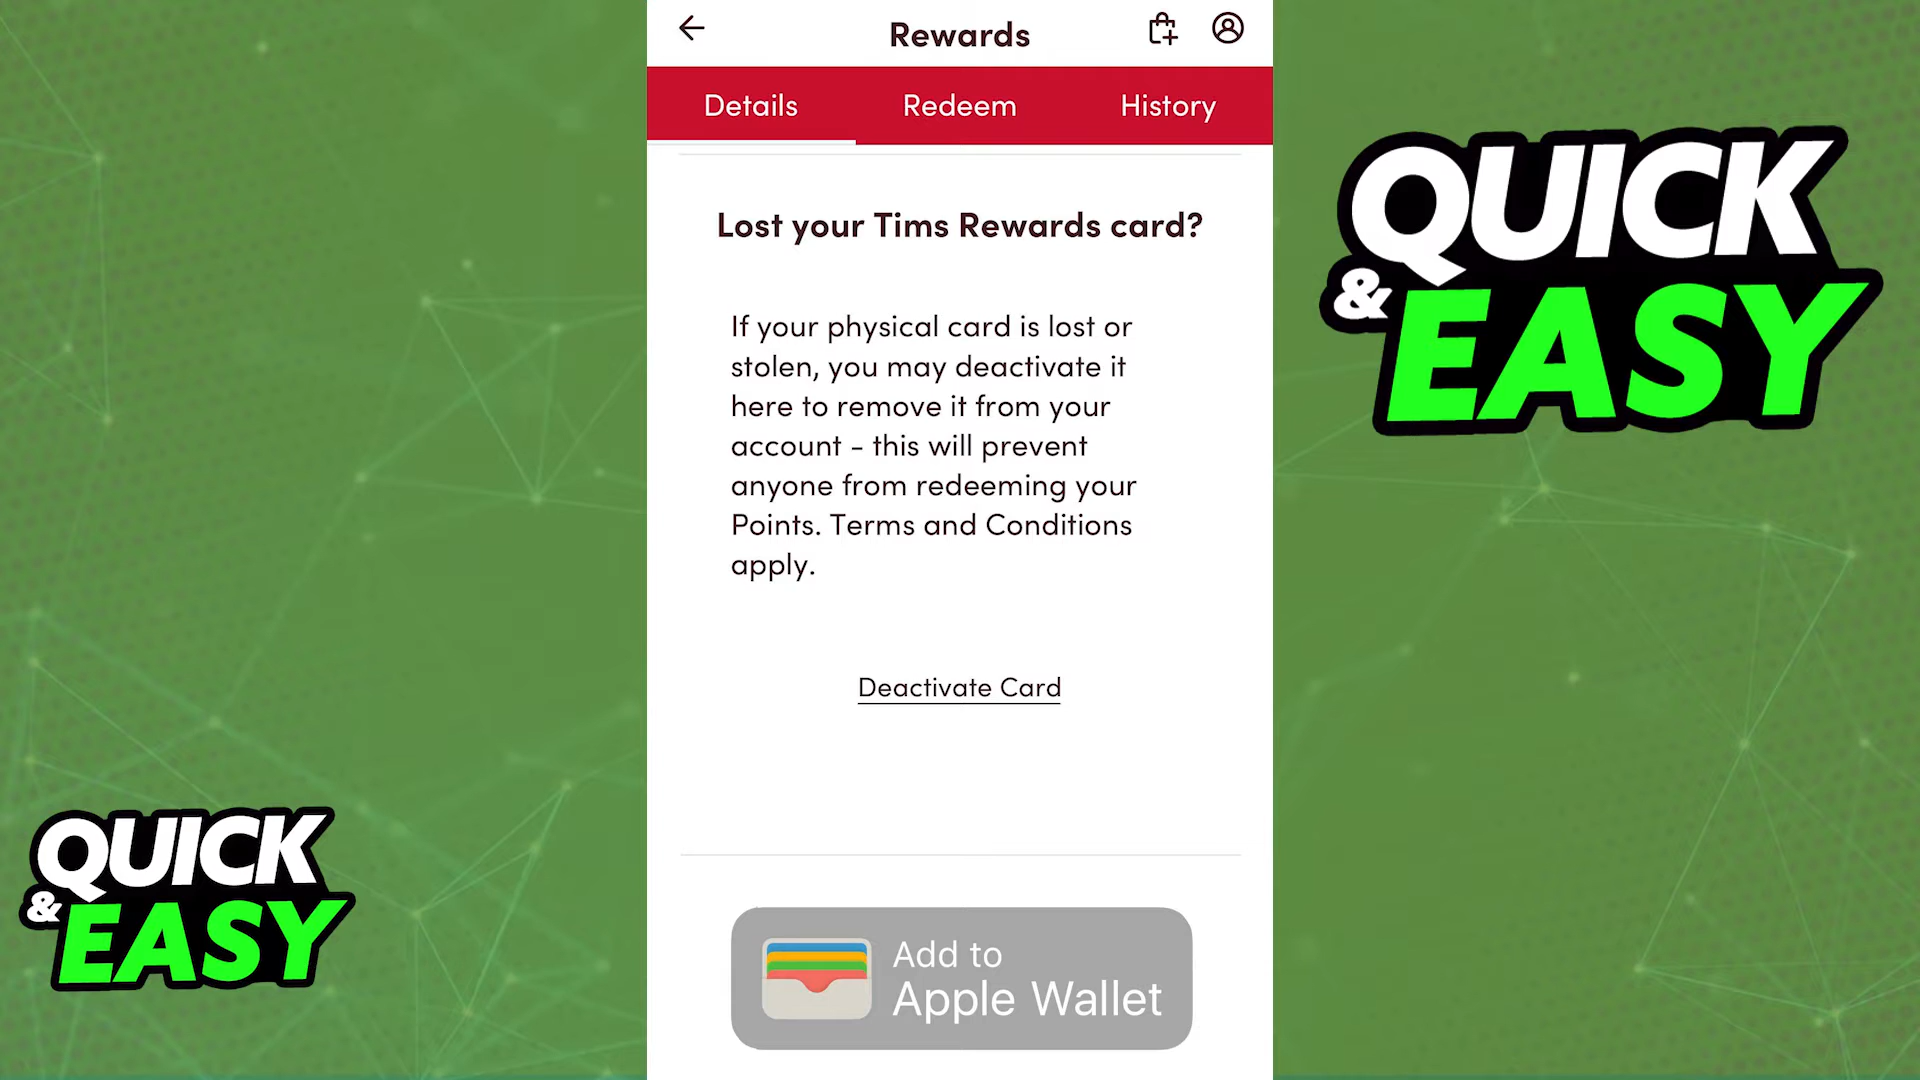 Rewards
Details
Redeem
History
Lost your Tims Rewards card?
If your physical card is lost or
stolen, you may deactivate it
here to remove it from your
account - this will prevent
anyone from redeeming your
Points. Terms and Conditions
apply.
Deactivate Card
Add to
Apple Wallet
QUICK
& EASY
QUICK
& EASY